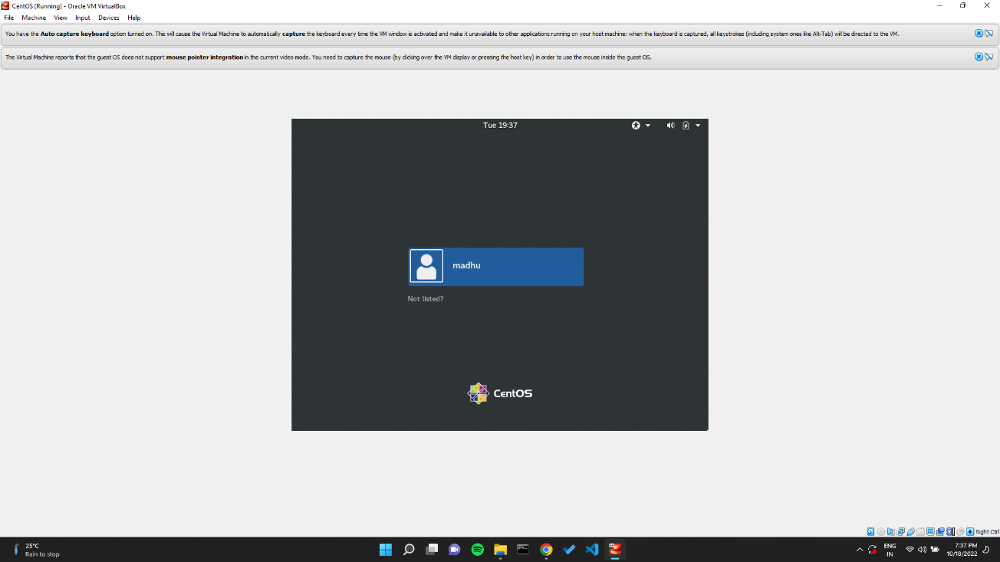 CentOS [Running] - Oracle VM VirtualBox
File Machine View Input Devices Help
You have the Auto capture keyboard option turned on. This will cause the Virtual Machine to automatically capture the keyboard every time the VM window is activated and make it unavailable to other applications running on your host machine: when the keyboard is captured, all keystrokes (including system ones like Alt-Tab) will be directed to the VM.
The Virtual Machine reports that the guest OS does not support mouse pointer integration in the current video mode. You need to capture the mouse (by clicking over the VM display or pressing the host key) in order to use the mouse inside the guest OS.
Tue 19:37
madhu
Not listed?
CentOS
Right Ctrl
25°C
Rain to stop
ENG
IN
7:37 PM
10/18/2022